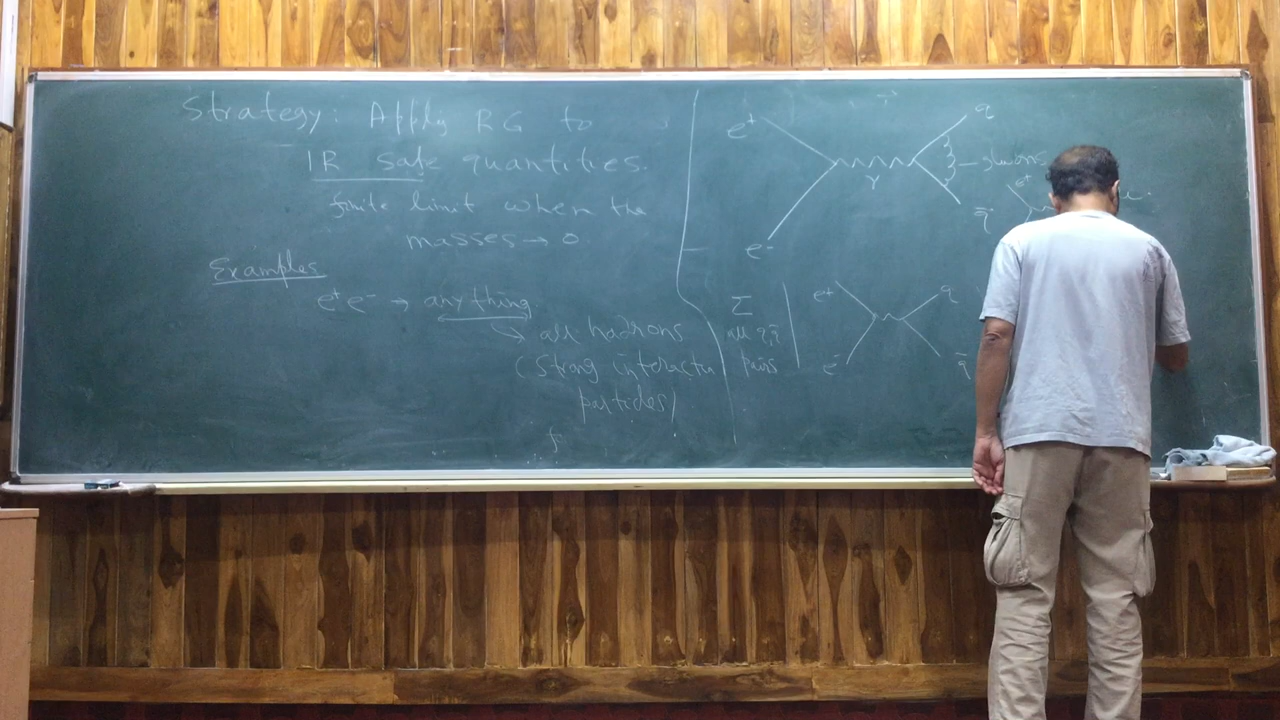 Strategy: Apply RG to
IR safe quantities.
finite limit when the
masses → 0.
Examples
e⁺ e⁻ → anything
↳ all hadrons
(Strong interactn
particles)
fo
e⁺
e⁻
γ
q
q̄
gluons
e⁺
Σ
all qq̄
pairs
e⁺
e⁻
q
q̄